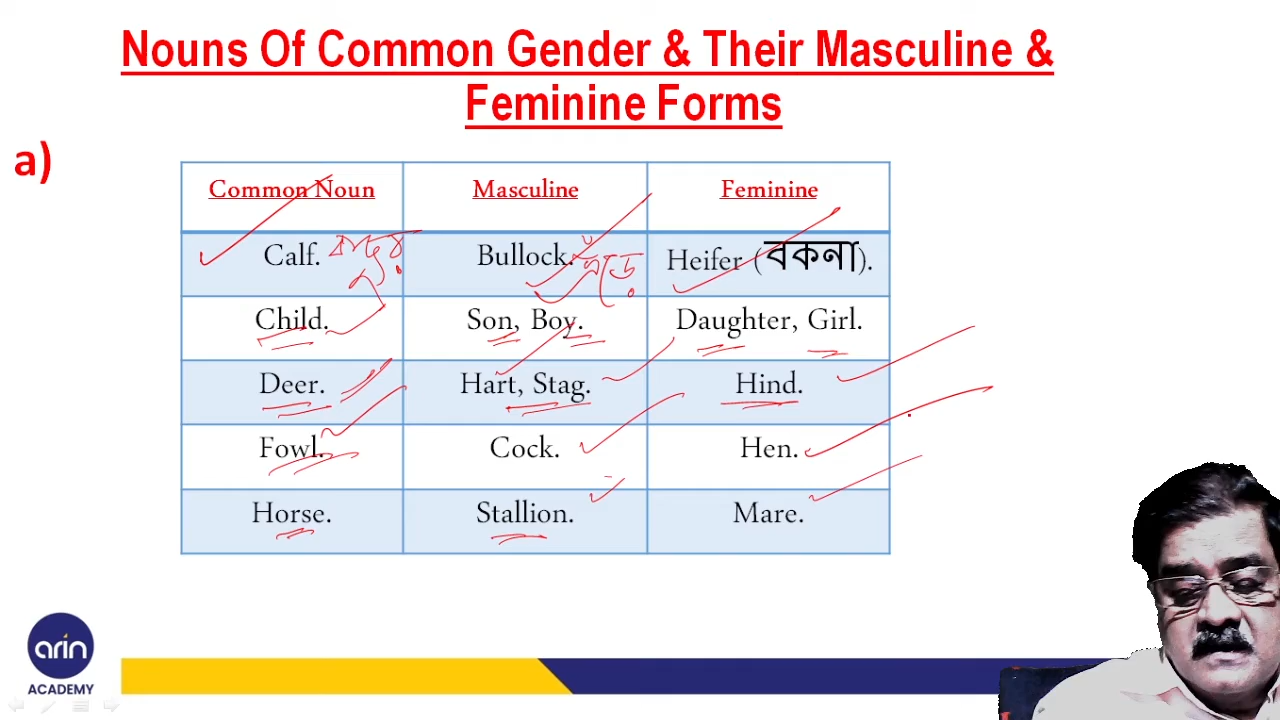 Nouns Of Common Gender & Their Masculine &
Feminine Forms
a)
Common Noun Masculine Feminine
Calf. বাছুর Bullock. এঁড়ে Heifer (বকনা).
Child. Son, Boy. Daughter, Girl.
Deer. Hart, Stag. Hind.
Fowl. Cock. Hen.
Horse. Stallion. Mare.
arin
ACADEMY